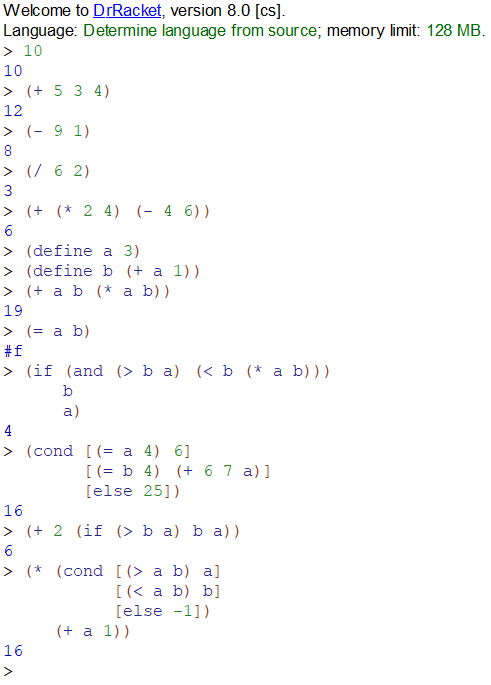 Welcome to DrRacket, version 8.0 [cs].
Language: Determine language from source; memory limit: 128 MB.
> 10
10
> (+ 5 3 4)
12
> (- 9 1)
8
> (/ 6 2)
3
> (+ (* 2 4) (- 4 6))
6
> (define a 3)
> (define b (+ a 1))
> (+ a b (* a b))
19
> (= a b)
#f
> (if (and (> b a) (< b (* a b)))
      b
      a)
4
> (cond [(= a 4) 6]
        [(= b 4) (+ 6 7 a)]
        [else 25])
16
> (+ 2 (if (> b a) b a))
6
> (* (cond [(> a b) a]
           [(< a b) b]
           [else -1])
     (+ a 1))
16
>